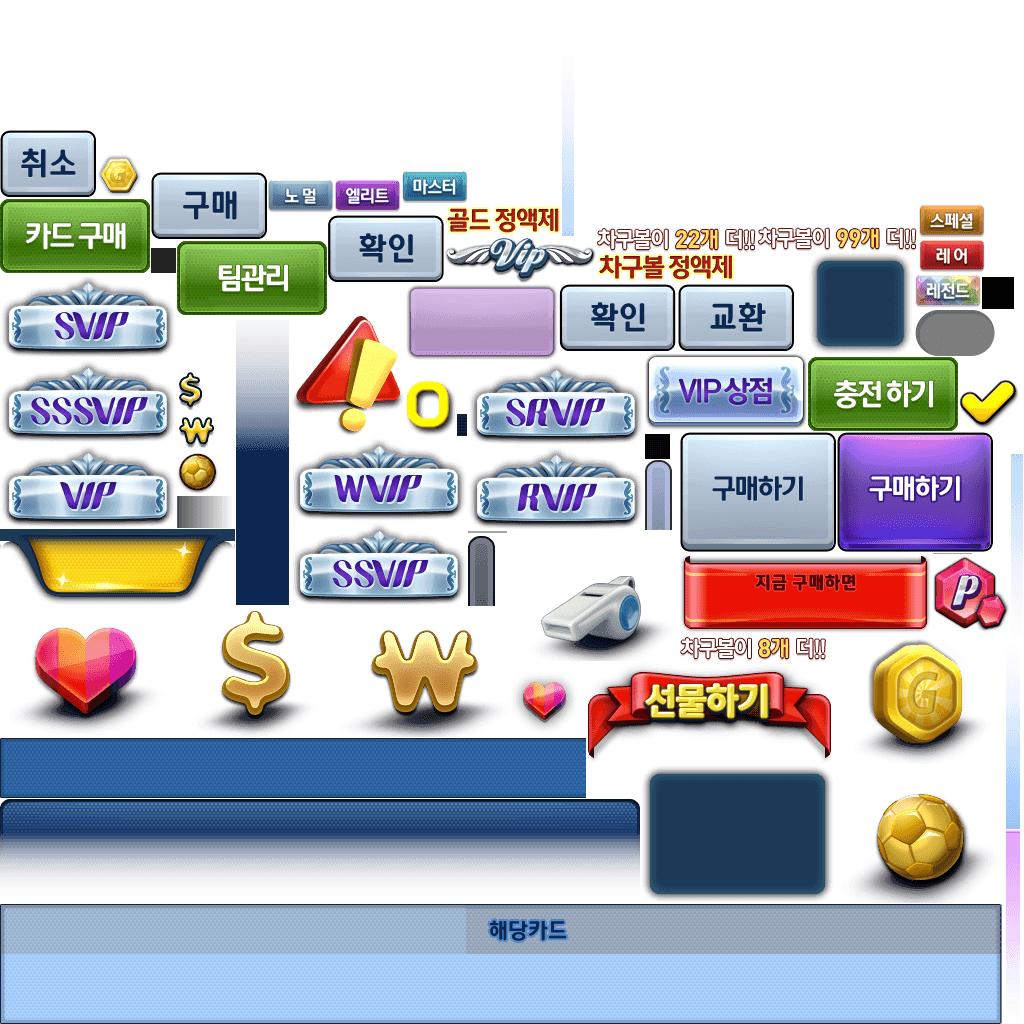 취소
G
구매
노멀
엘리트
마스터
카드 구매
팀관리
확인
골드 정액제
Vip
차구볼이 22개 더!!
차구볼이 99개 더!!
차구볼 정액제
스페셜
레어
레전드
SVIP
확인
교환
SSSVIP
$
₩
SRVIP
VIP 상점
충전하기
VIP
WVIP
RVIP
구매하기
구매하기
SSVIP
지금 구매하면
P
차구볼이 8개 더!!
$
₩
선물하기
G
해당카드